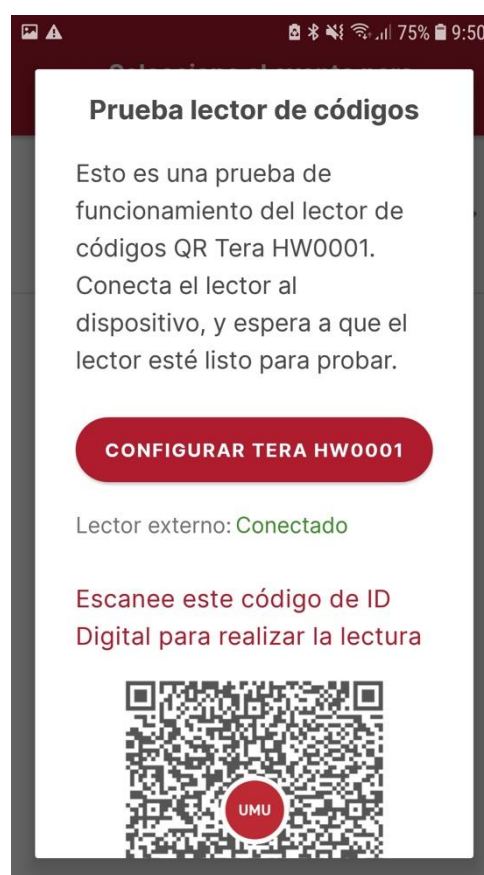 75% 9:50
Prueba lector de códigos
Esto es una prueba de
funcionamiento del lector de
códigos QR Tera HW0001.
Conecta el lector al
dispositivo, y espera a que el
lector esté listo para probar.
CONFIGURAR TERA HW0001
Lector externo: Conectado
Escanee este código de ID
Digital para realizar la lectura
UMU